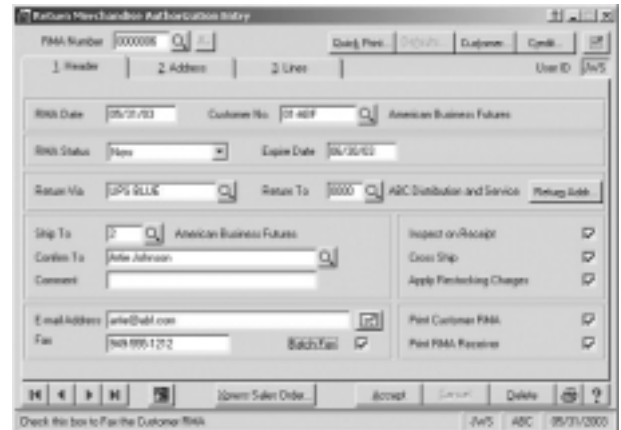 Return Merchandise Authorization Entry
RMA Number 0000006 Quick Print... Defaults... Customer... Credit...
1. Header 2. Address 3. Lines User ID JWS
RMA Date 05/31/03 Customer No. 01-ABF American Business Futures
RMA Status New Expire Date 06/30/03
Return Via UPS BLUE Return To 0000 ABC Distribution and Service Return Addr...
Ship To 2 American Business Futures Inspect on Receipt
Confirm To Artie Johnson Cross Ship
Comment Apply Restocking Charges
E-mail Address artie@abf.com Print Customer RMA
Fax Batch Fax Print RMA Receiver
Sales Order... Accept Cancel Delete ?
Check this box to Fax the Customer RMA JWS ABC 05/31/2003